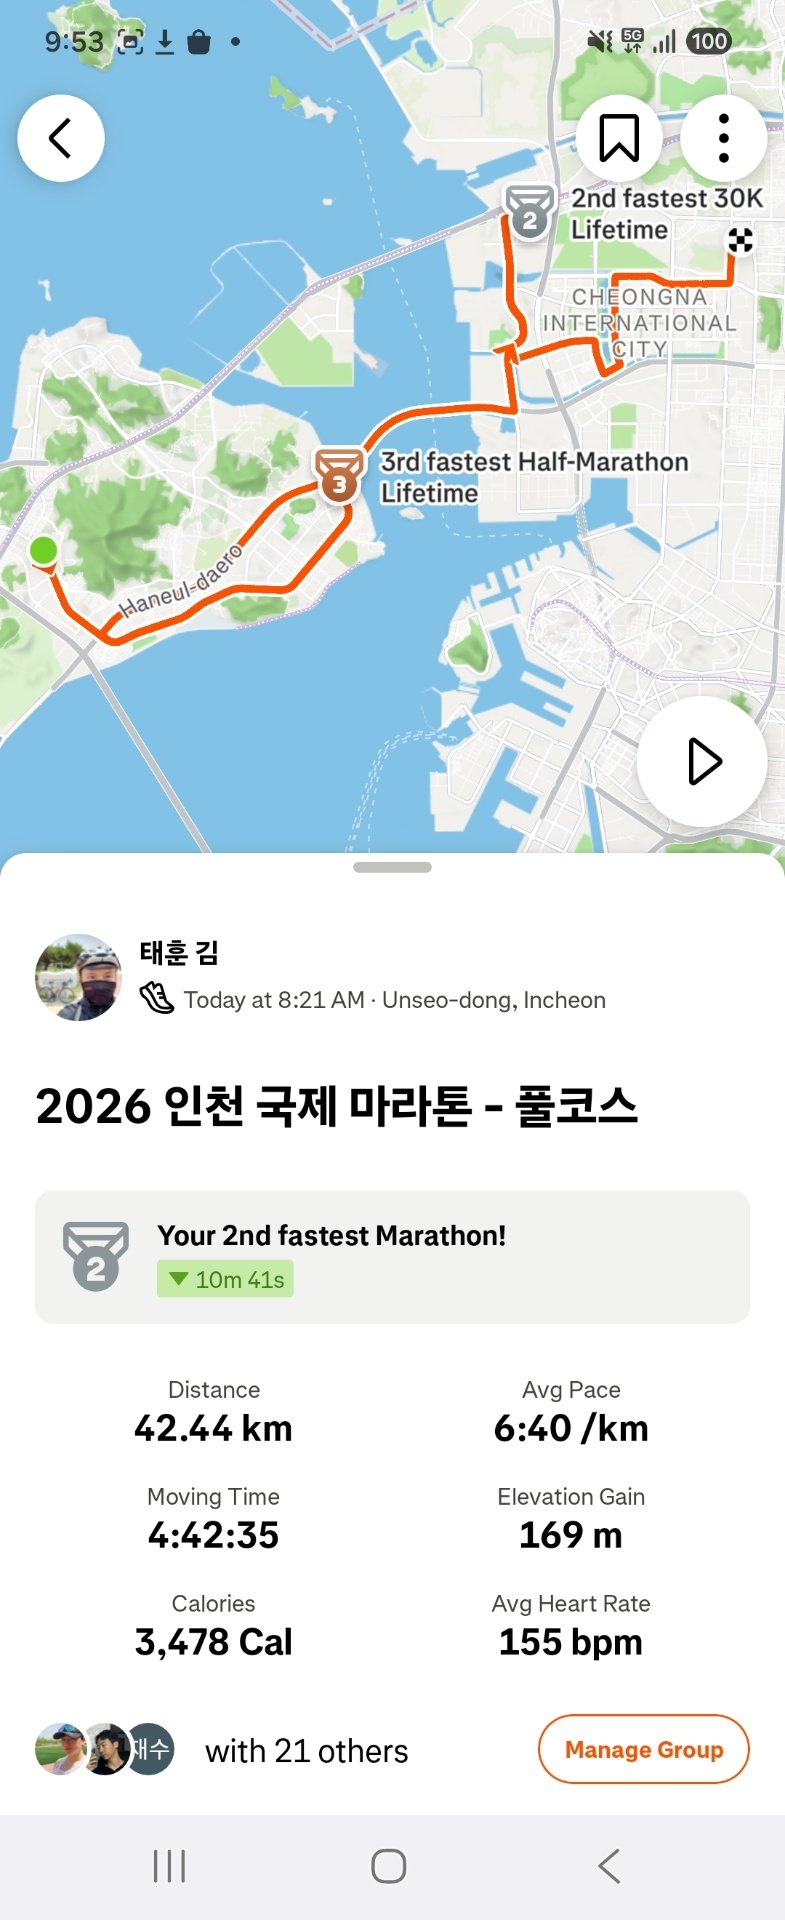 9:53
5G
100
2
2nd fastest 30K
Lifetime
CHEONGNA
INTERNATIONAL
CITY
3
3rd fastest Half-Marathon
Lifetime
Haneul-daero
태훈 김
Today at 8:21 AM · Unseo-dong, Incheon
2026 인천 국제 마라톤 - 풀코스
2
Your 2nd fastest Marathon!
▼ 10m 41s
Distance
Avg Pace
42.44 km
6:40 /km
Moving Time
Elevation Gain
4:42:35
169 m
Calories
Avg Heart Rate
3,478 Cal
155 bpm
재수
with 21 others
Manage Group